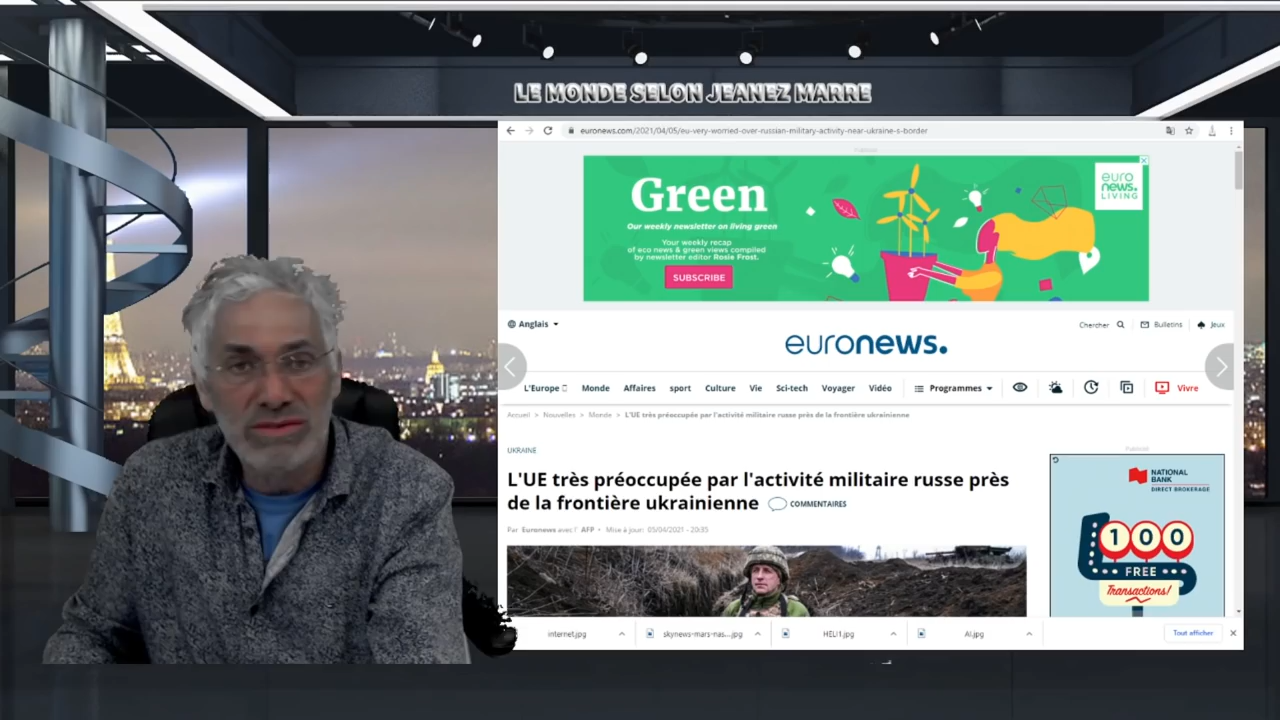 LE MONDE SELON JEANEZ MARRE
euronews.com/2021/04/05/eu-very-worried-over-russian-military-activity-near-ukraine-s-border
Publicité
Green
Our weekly newsletter on living green
Your weekly recap
of eco news & green views compiled
by newsletter editor Rosie Frost.
SUBSCRIBE
euro
news.
LIVING
Anglais
Chercher
Bulletins
Jeux
euronews.
L'Europe
Monde
Affaires
sport
Culture
Vie
Sci-tech
Voyager
Vidéo
Programmes
Vivre
Accueil > Nouvelles > Monde > L'UE très préoccupée par l'activité militaire russe près de la frontière ukrainienne
UKRAINE
L'UE très préoccupée par l'activité militaire russe près
de la frontière ukrainienne
COMMENTAIRES
Par Euronews avec l' AFP • Mise à jour: 05/04/2021 - 20:35
Publicité
NATIONAL
BANK
DIRECT BROKERAGE
100
FREE
Transactions!
internet.jpg
skynews-mars-nas....jpg
HELI1.jpg
AI.jpg
Tout afficher